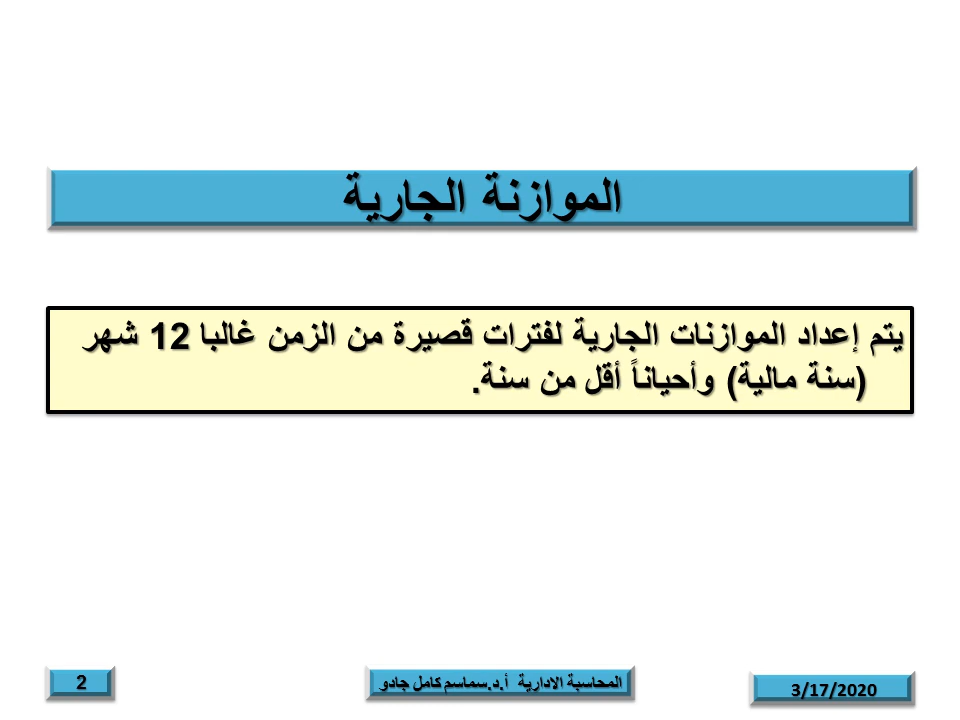 الموازنة الجارية
يتم إعداد الموازنات الجارية لفترات قصيرة من الزمن غالبا 12 شهر
(سنة مالية) وأحياناً أقل من سنة.
3/17/2020
المحاسبة الادارية أ.د.سماسم كامل جادو
2